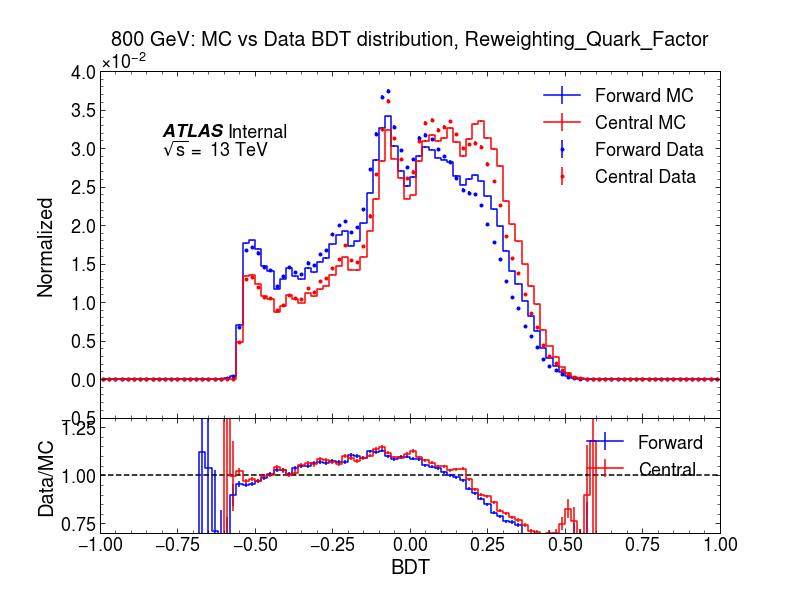 800 GeV: MC vs Data BDT distribution, Reweighting_Quark_Factor
×10⁻²
4.0
3.5
3.0
2.5
2.0
1.5
1.0
0.5
0.0
Normalized
ATLAS Internal
√s = 13 TeV
Forward MC
Central MC
Forward Data
Central Data
0.5
1.25
1.00
0.75
Data/MC
Forward
Central
−1.00 −0.75 −0.50 −0.25 0.00 0.25 0.50 0.75 1.00
BDT